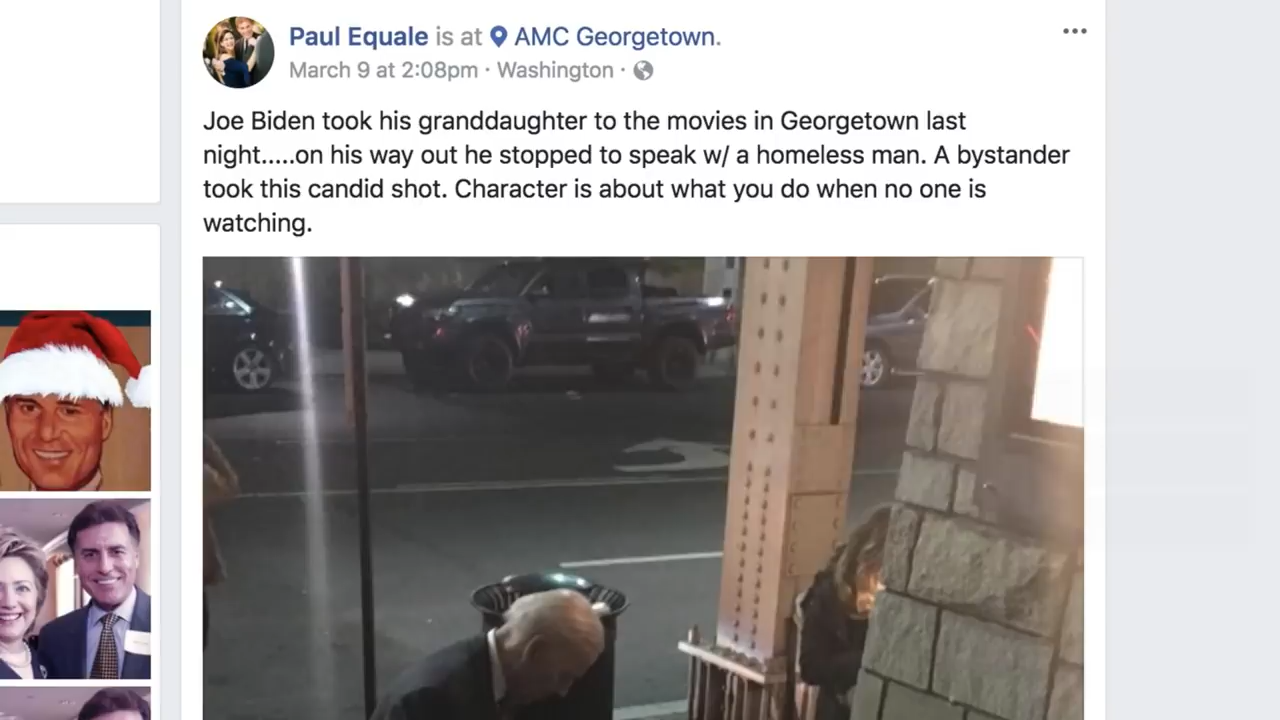 Paul Equale is at AMC Georgetown.
March 9 at 2:08pm · Washington ·
Joe Biden took his granddaughter to the movies in Georgetown last
night.....on his way out he stopped to speak w/ a homeless man. A bystander
took this candid shot. Character is about what you do when no one is
watching.